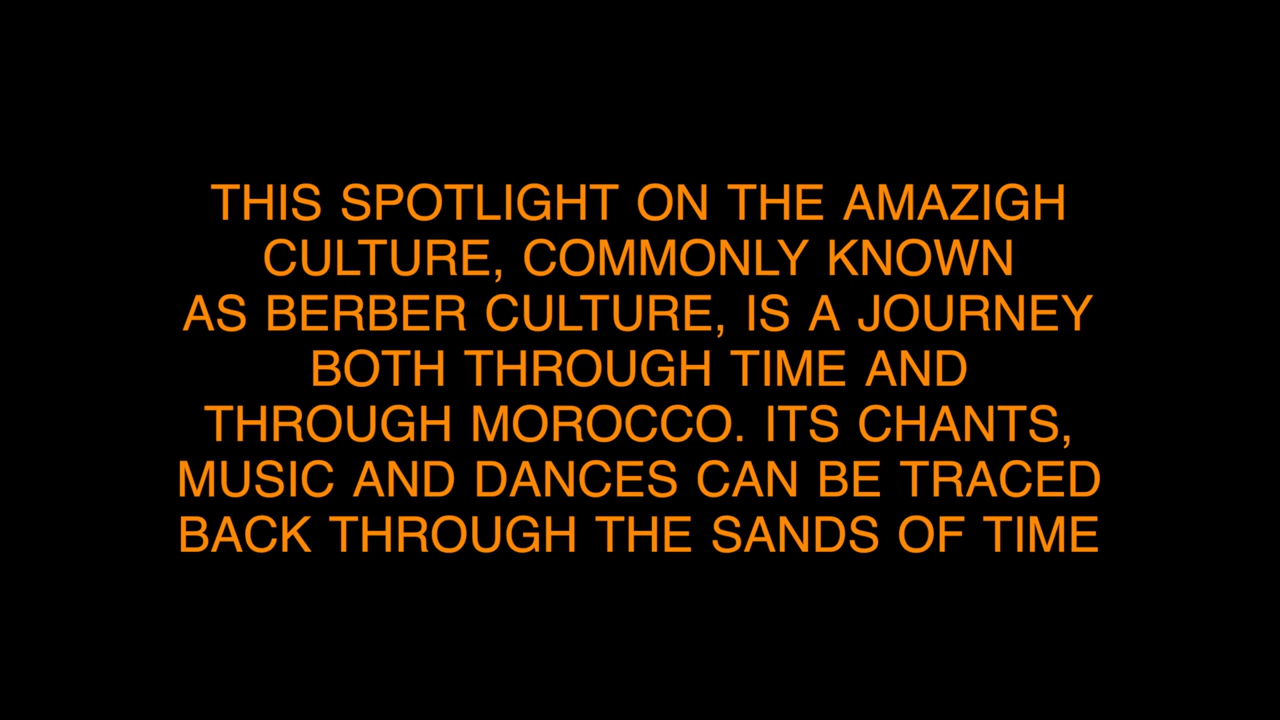 THIS SPOTLIGHT ON THE AMAZIGH
CULTURE, COMMONLY KNOWN
AS BERBER CULTURE, IS A JOURNEY
BOTH THROUGH TIME AND
THROUGH MOROCCO. ITS CHANTS,
MUSIC AND DANCES CAN BE TRACED
BACK THROUGH THE SANDS OF TIME